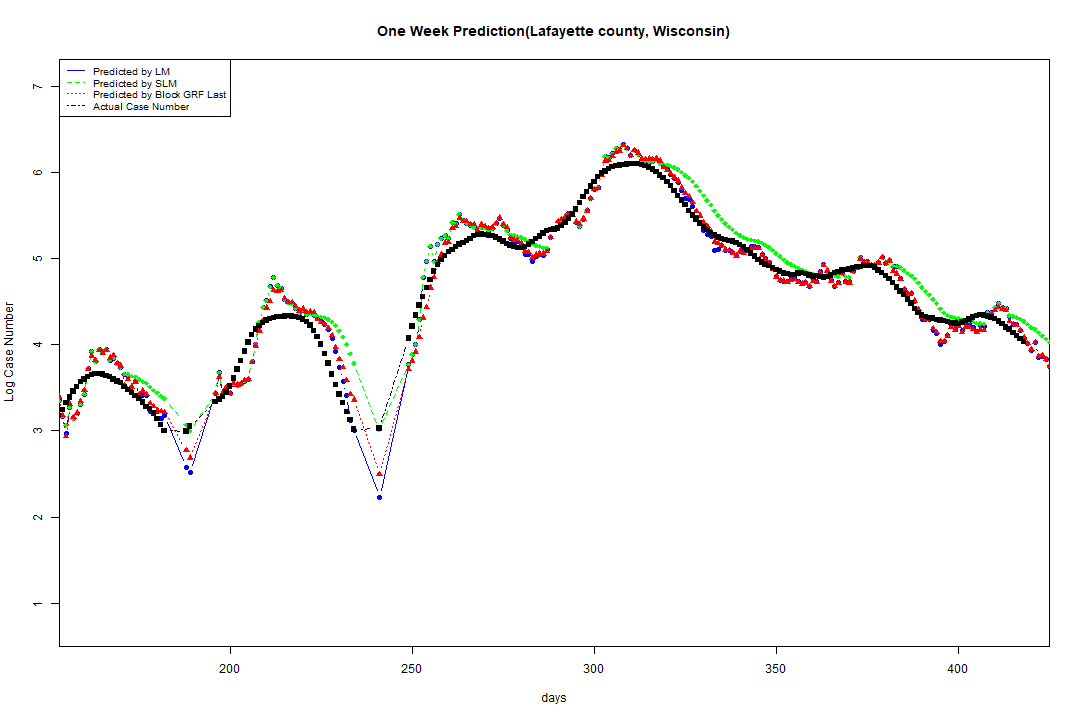 One Week Prediction(Lafayette county, Wisconsin)
Predicted by LM
Predicted by SLM
Predicted by Block GRF Last
Actual Case Number
7
6
5
4
3
2
1
Log Case Number
200 250 300 350 400
days